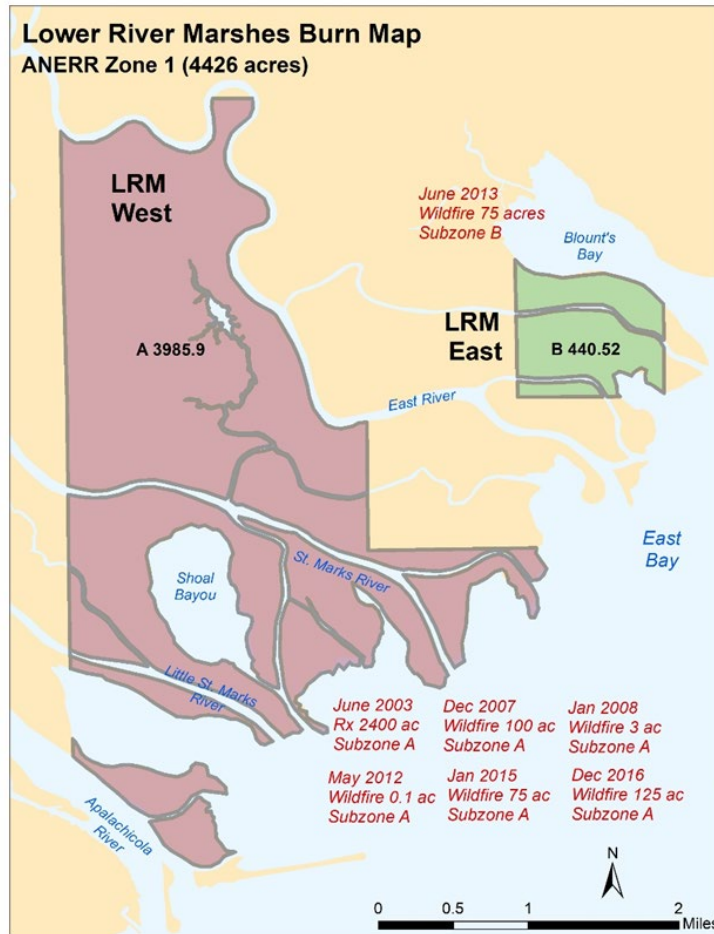 Lower River Marshes Burn Map
ANERR Zone 1 (4426 acres)
LRM
West
June 2013
Wildfire 75 acres
Subzone B
Blount's
Bay
A 3985.9
LRM
East
B 440.52
East River
East
Bay
Shoal
Bayou
St. Marks River
Little St. Marks
River
June 2003
Rx 2400 ac
Subzone A
Dec 2007
Wildfire 100 ac
Subzone A
Jan 2008
Wildfire 3 ac
Subzone A
May 2012
Wildfire 0.1 ac
Subzone A
Jan 2015
Wildfire 75 ac
Subzone A
Dec 2016
Wildfire 125 ac
Subzone A
Apalachicola
River
N
0 0.5 1 2
Miles